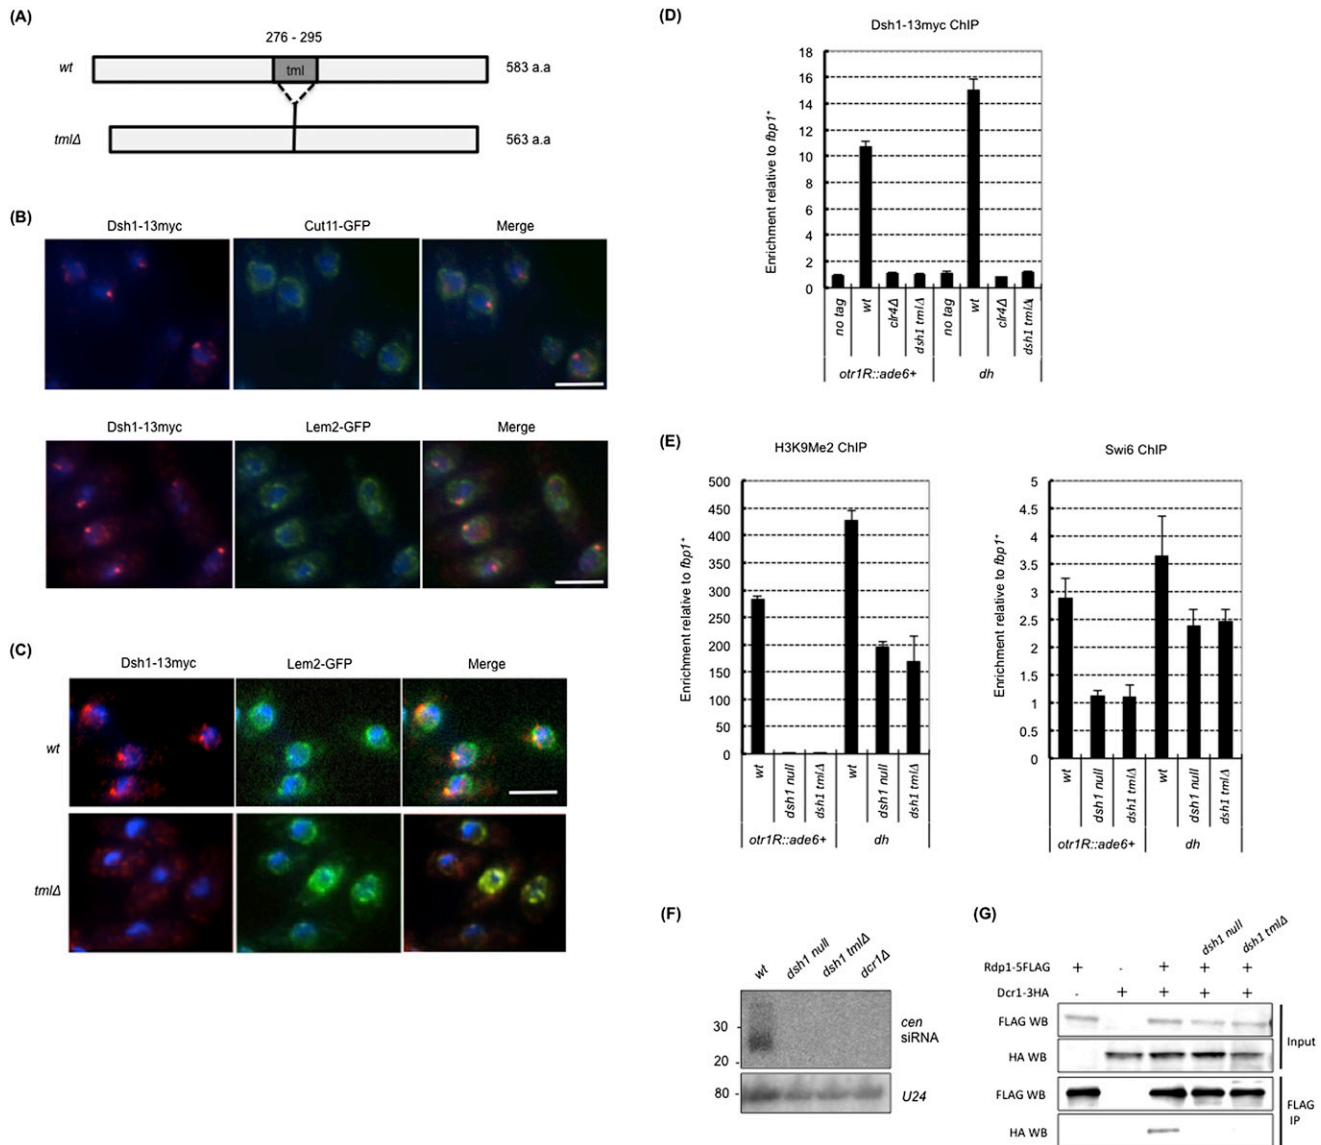 (A)
276 - 295
wt
tml
583 a.a
tmlΔ
563 a.a
(B)
Dsh1-13myc Cut11-GFP Merge
Dsh1-13myc Lem2-GFP Merge
(C)
Dsh1-13myc Lem2-GFP Merge
wt
tmlΔ
(D)
Dsh1-13myc ChIP
Enrichment relative to fbp1+
18
16
14
12
10
8
6
4
2
0
no tag wt clr4Δ dsh1 tmlΔ no tag wt clr4Δ dsh1 tmlΔ
otr1R::ade6+ dh
(E)
H3K9Me2 ChIP
Enrichment relative to fbp1+
500
450
400
350
300
250
200
150
100
50
0
wt dsh1 null dsh1 tmlΔ wt dsh1 null dsh1 tmlΔ
otr1R::ade6+ dh
Swi6 ChIP
Enrichment relative to fbp1+
5
4.5
4
3.5
3
2.5
2
1.5
1
0.5
0
wt dsh1 null dsh1 tmlΔ wt dsh1 null dsh1 tmlΔ
otr1R::ade6+ dh
(F)
wt dsh1 null dsh1 tmlΔ dcr1Δ
30 -
20 -
cen
siRNA
80 -
U24
(G)
dsh1 null dsh1 tmlΔ
Rdp1-5FLAG + - + + +
Dcr1-3HA - + + + +
FLAG WB
HA WB
Input
FLAG WB
HA WB
FLAG
IP